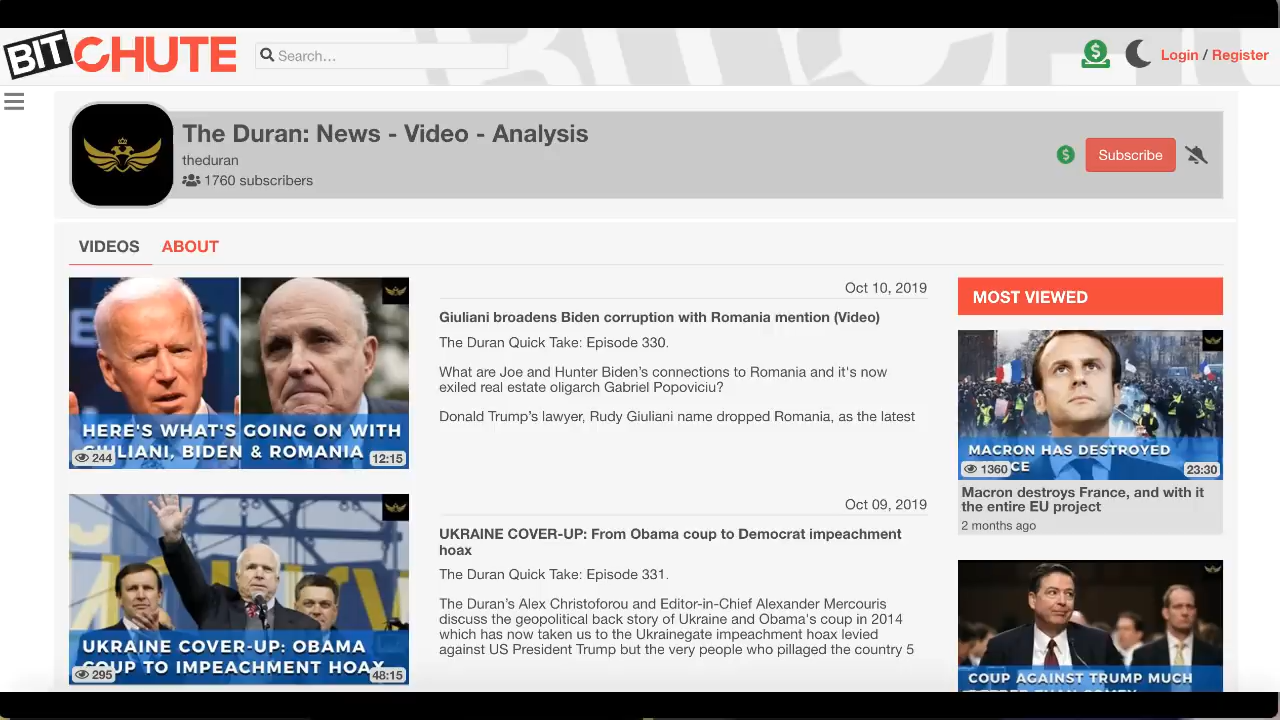 BIT CHUTE
Search...
$
Login / Register
The Duran: News - Video - Analysis
theduran
1760 subscribers
$
Subscribe
VIDEOS ABOUT
HERE'S WHAT'S GOING ON WITH
GIULIANI, BIDEN & ROMANIA
244
12:15
Oct 10, 2019
Giuliani broadens Biden corruption with Romania mention (Video)
The Duran Quick Take: Episode 330.
What are Joe and Hunter Biden's connections to Romania and it's now
exiled real estate oligarch Gabriel Popoviciu?
Donald Trump's lawyer, Rudy Giuliani name dropped Romania, as the latest
UKRAINE COVER-UP: OBAMA
COUP TO IMPEACHMENT HOAX
295
48:15
Oct 09, 2019
UKRAINE COVER-UP: From Obama coup to Democrat impeachment
hoax
The Duran Quick Take: Episode 331.
The Duran's Alex Christoforou and Editor-in-Chief Alexander Mercouris
discuss the geopolitical back story of Ukraine and Obama's coup in 2014
which has now taken us to the Ukrainegate impeachment hoax levied
against US President Trump but the very people who pillaged the country 5
MOST VIEWED
MACRON HAS DESTROYED
CE
1360
23:30
Macron destroys France, and with it
the entire EU project
2 months ago
COUP AGAINST TRUMP MUCH